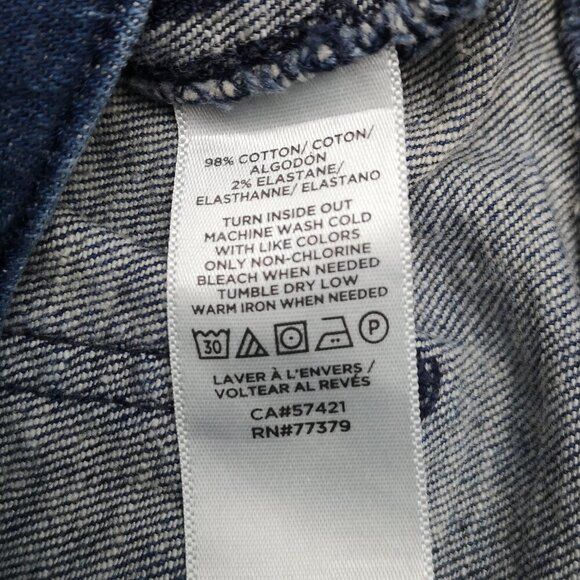 98% COTTON/ COTON/
ALGODÓN
2% ELASTANE/
ELASTHANNE/ ELASTANO
TURN INSIDE OUT
MACHINE WASH COLD
WITH LIKE COLORS
ONLY NON-CHLORINE
BLEACH WHEN NEEDED
TUMBLE DRY LOW
WARM IRON WHEN NEEDED
30 P
LAVER À L'ENVERS /
VOLTEAR AL REVÉS
CA#57421
RN#77379